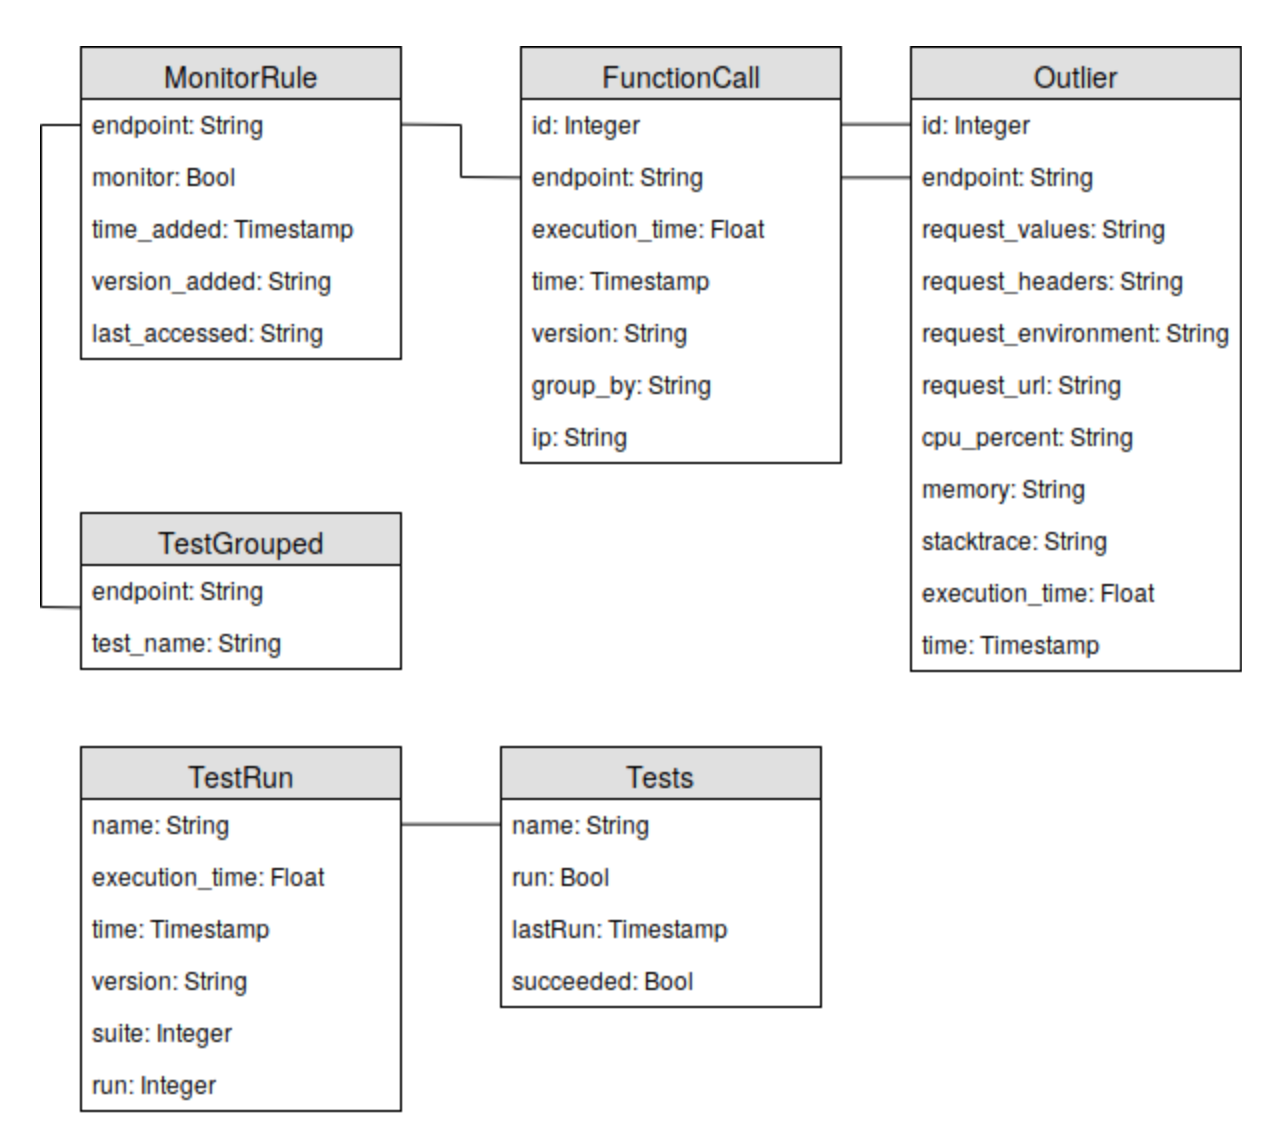 MonitorRule
endpoint: String
monitor: Bool
time_added: Timestamp
version_added: String
last_accessed: String
FunctionCall
id: Integer
endpoint: String
execution_time: Float
time: Timestamp
version: String
group_by: String
ip: String
Outlier
id: Integer
endpoint: String
request_values: String
request_headers: String
request_environment: String
request_url: String
cpu_percent: String
memory: String
stacktrace: String
execution_time: Float
time: Timestamp
TestGrouped
endpoint: String
test_name: String
TestRun
name: String
execution_time: Float
time: Timestamp
version: String
suite: Integer
run: Integer
Tests
name: String
run: Bool
lastRun: Timestamp
succeeded: Bool